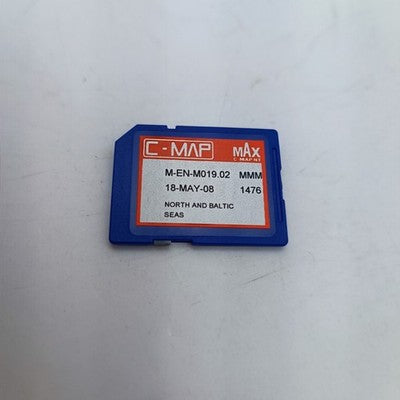 C-MAP MAX
C-MAP NT
M-EN-M019.02 MMM
18-MAY-08 1476
NORTH AND BALTIC
SEAS